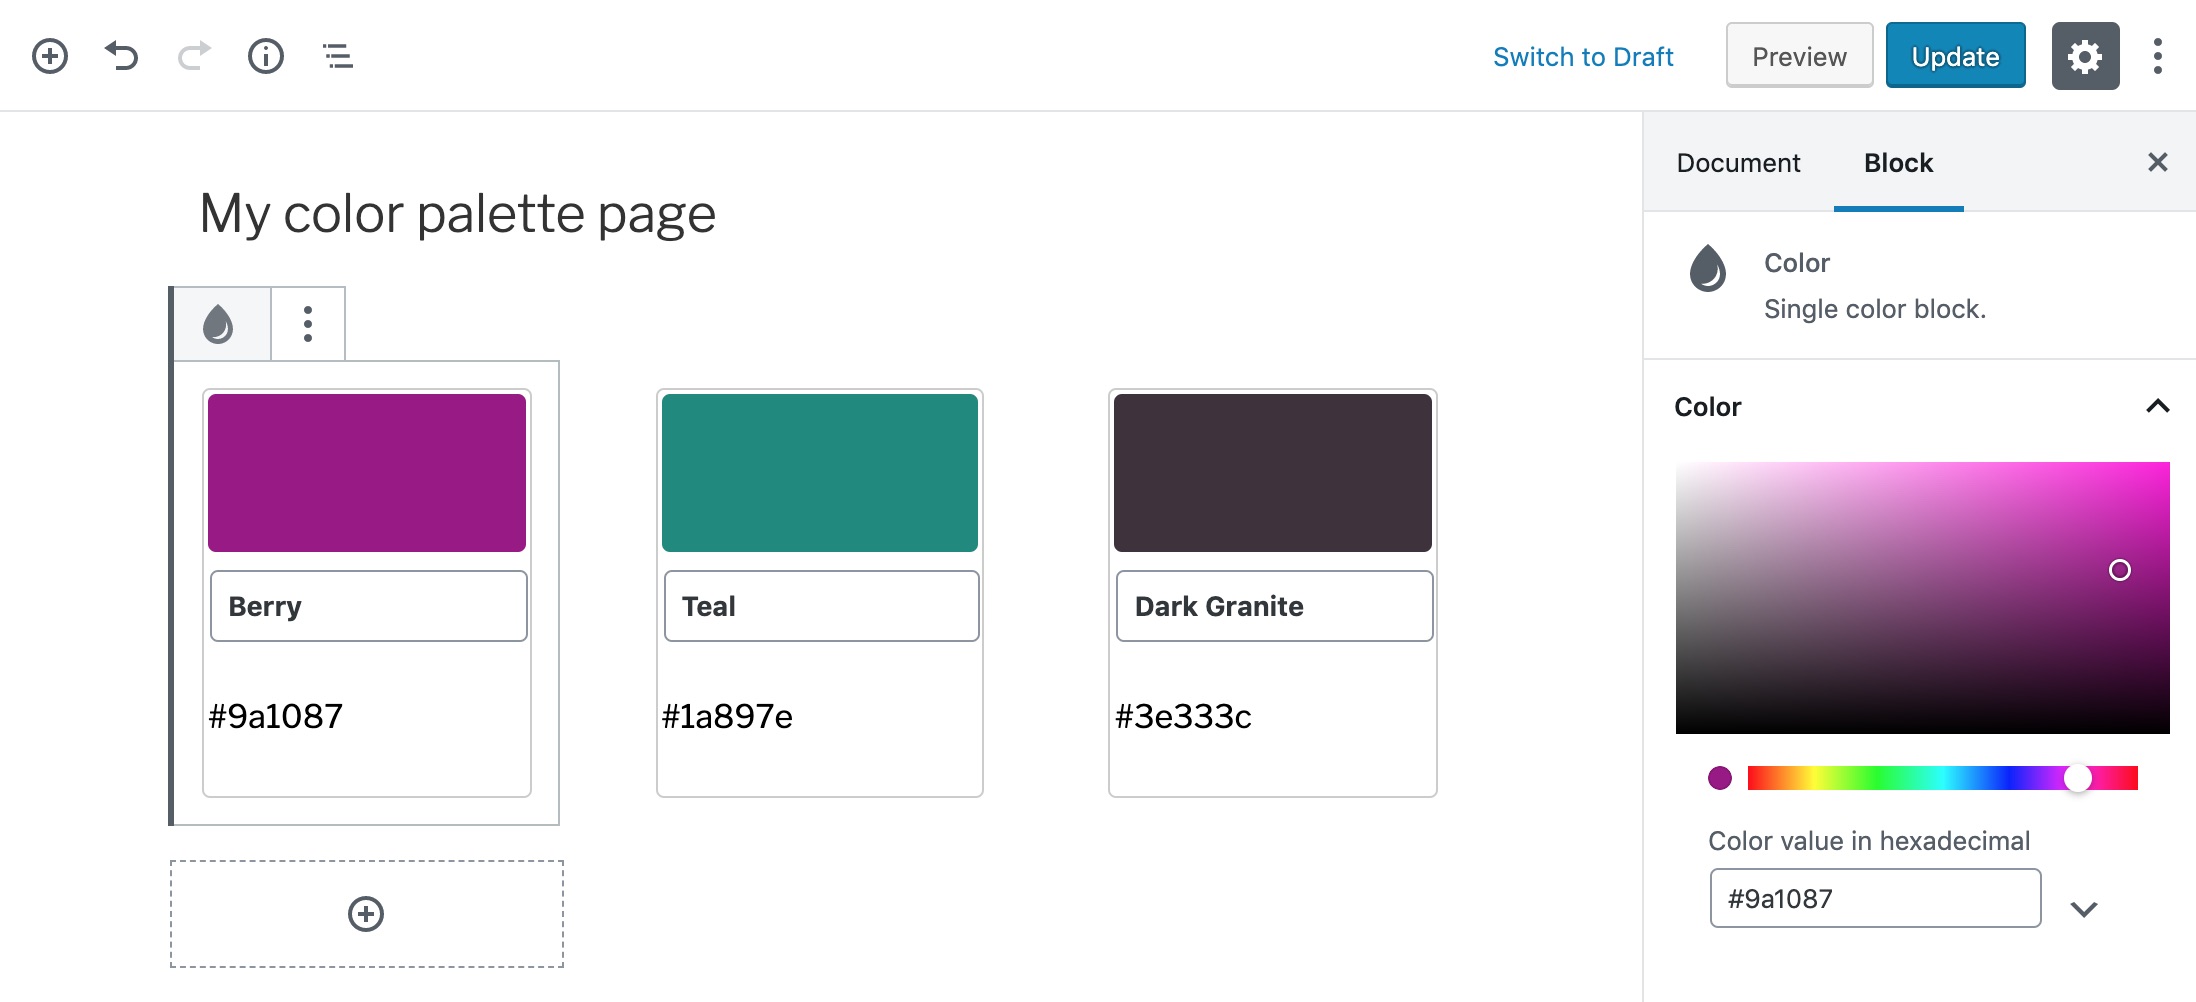 Switch to Draft
Preview
Update
My color palette page
Berry
#9a1087
Teal
#1a897e
Dark Granite
#3e333c
Document
Block
Color
Single color block.
Color
Color value in hexadecimal
#9a1087